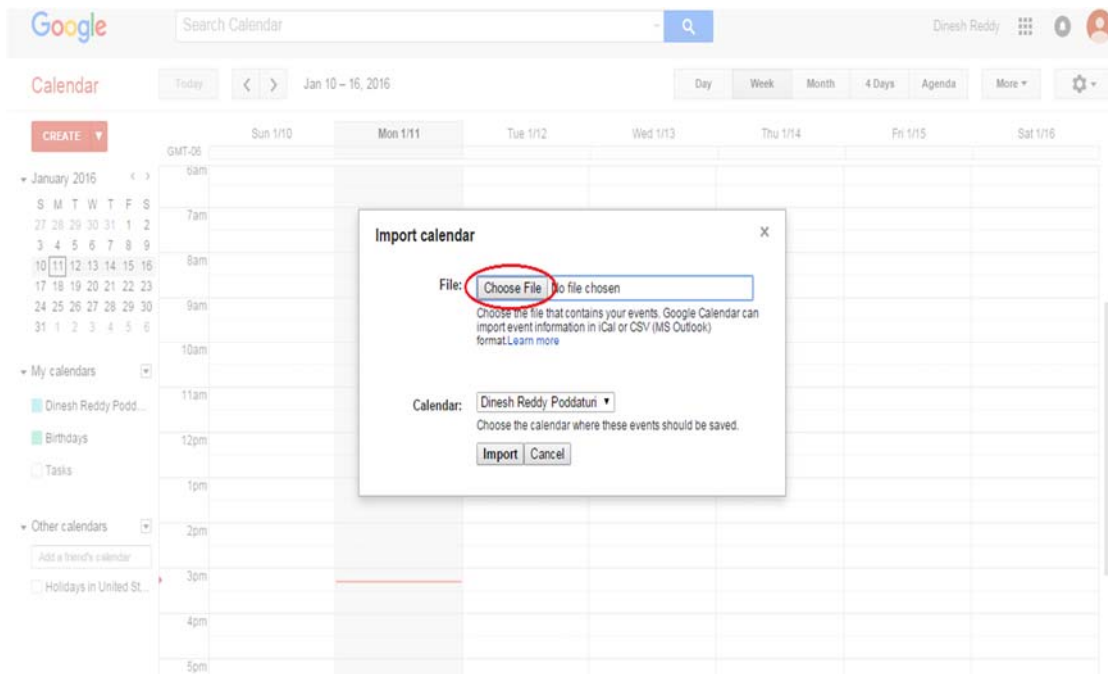 Google
Search Calendar
Dinesh Reddy
Calendar
Today
Jan 10 – 16, 2016
Day Week Month 4 Days Agenda
More
CREATE
Sun 1/10 Mon 1/11 Tue 1/12 Wed 1/13 Thu 1/14 Fri 1/15 Sat 1/16
GMT-06
January 2016
S M T W T F S
27 28 29 30 31 1 2
3 4 5 6 7 8 9
10 11 12 13 14 15 16
17 18 19 20 21 22 23
24 25 26 27 28 29 30
31 1 2 3 4 5 6
My calendars
Dinesh Reddy Podd...
Birthdays
Tasks
Other calendars
Add a friend's calendar
Holidays in United St...
6am
7am
8am
9am
10am
11am
12pm
1pm
2pm
3pm
4pm
5pm
Import calendar x
File: Choose File No file chosen
Choose the file that contains your events. Google Calendar can
import event information in iCal or CSV (MS Outlook)
format.Learn more
Calendar: Dinesh Reddy Poddaturi
Choose the calendar where these events should be saved.
Import Cancel